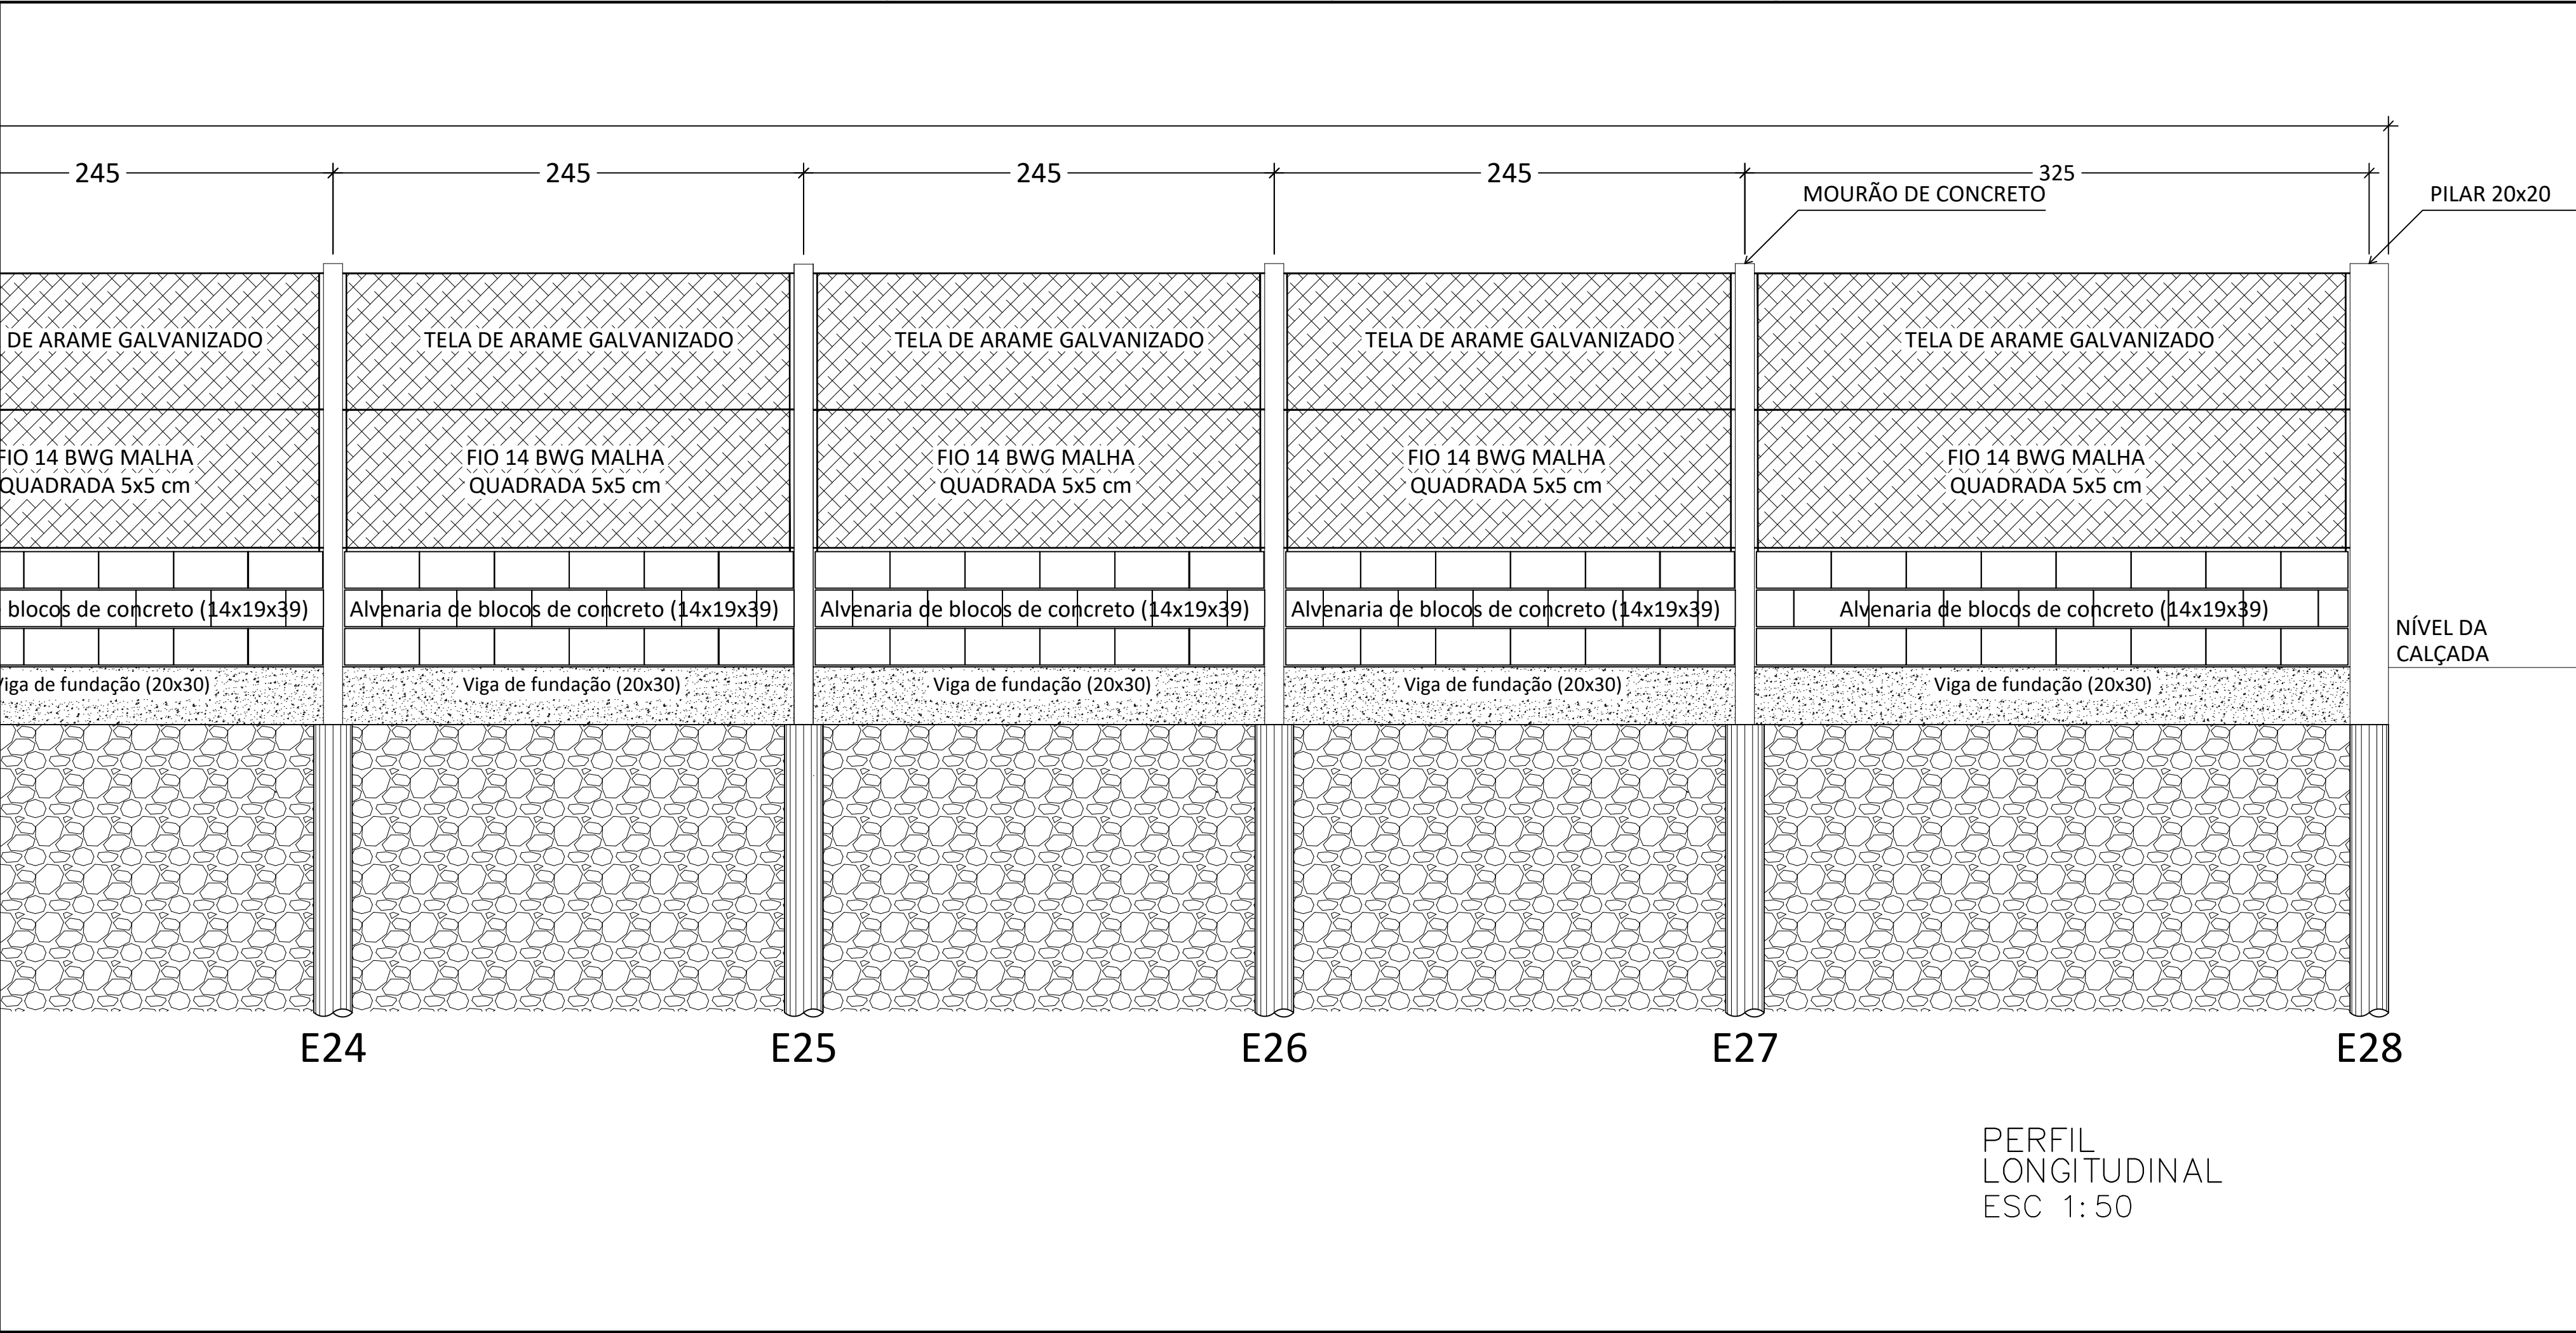 245 245 245 245 325
MOURÃO DE CONCRETO PILAR 20x20
DE ARAME GALVANIZADO TELA DE ARAME GALVANIZADO TELA DE ARAME GALVANIZADO TELA DE ARAME GALVANIZADO TELA DE ARAME GALVANIZADO
FIO 14 BWG MALHA FIO 14 BWG MALHA FIO 14 BWG MALHA FIO 14 BWG MALHA FIO 14 BWG MALHA
QUADRADA 5x5 cm QUADRADA 5x5 cm QUADRADA 5x5 cm QUADRADA 5x5 cm QUADRADA 5x5 cm
blocos de concreto (14x19x39) Alvenaria de blocos de concreto (14x19x39) Alvenaria de blocos de concreto (14x19x39) Alvenaria de blocos de concreto (14x19x39) Alvenaria de blocos de concreto (14x19x39)
NÍVEL DA
CALÇADA
Viga de fundação (20x30) Viga de fundação (20x30) Viga de fundação (20x30) Viga de fundação (20x30) Viga de fundação (20x30)
E24 E25 E26 E27 E28
PERFIL
LONGITUDINAL
ESC 1:50